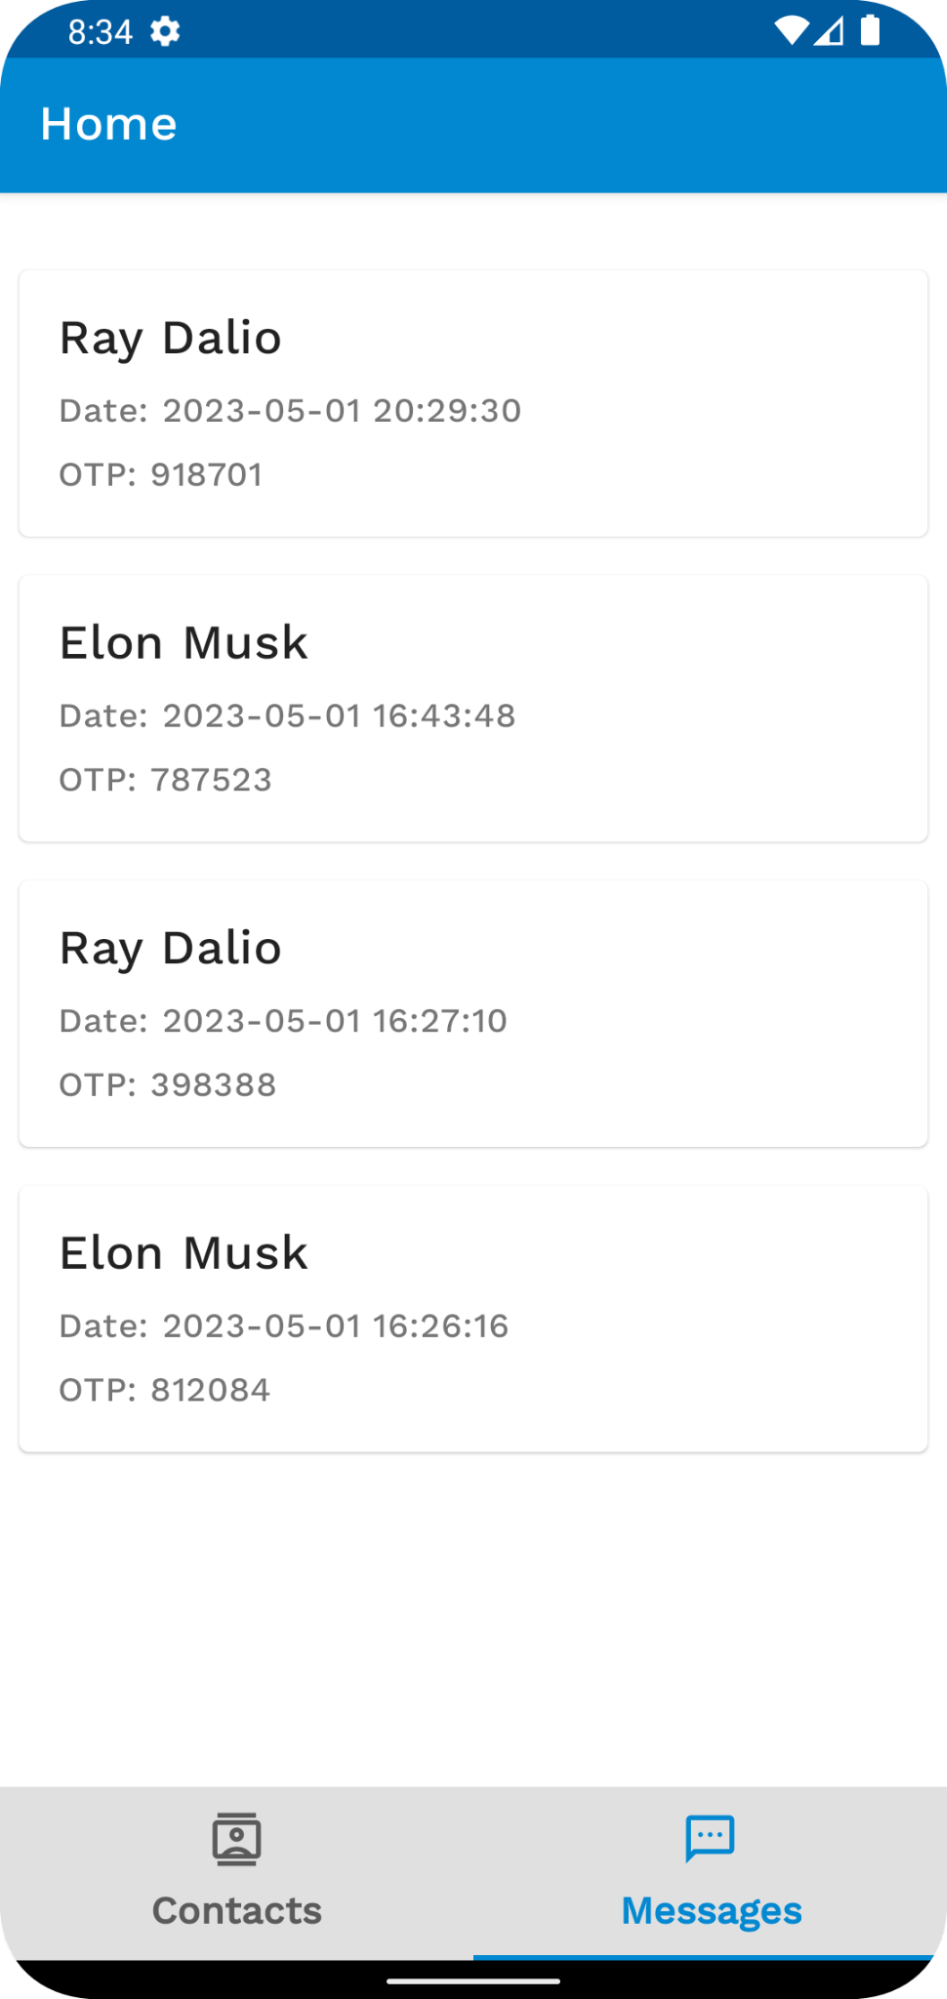 8:34
Home
Ray Dalio
Date: 2023-05-01 20:29:30
OTP: 918701
Elon Musk
Date: 2023-05-01 16:43:48
OTP: 787523
Ray Dalio
Date: 2023-05-01 16:27:10
OTP: 398388
Elon Musk
Date: 2023-05-01 16:26:16
OTP: 812084
Contacts
Messages